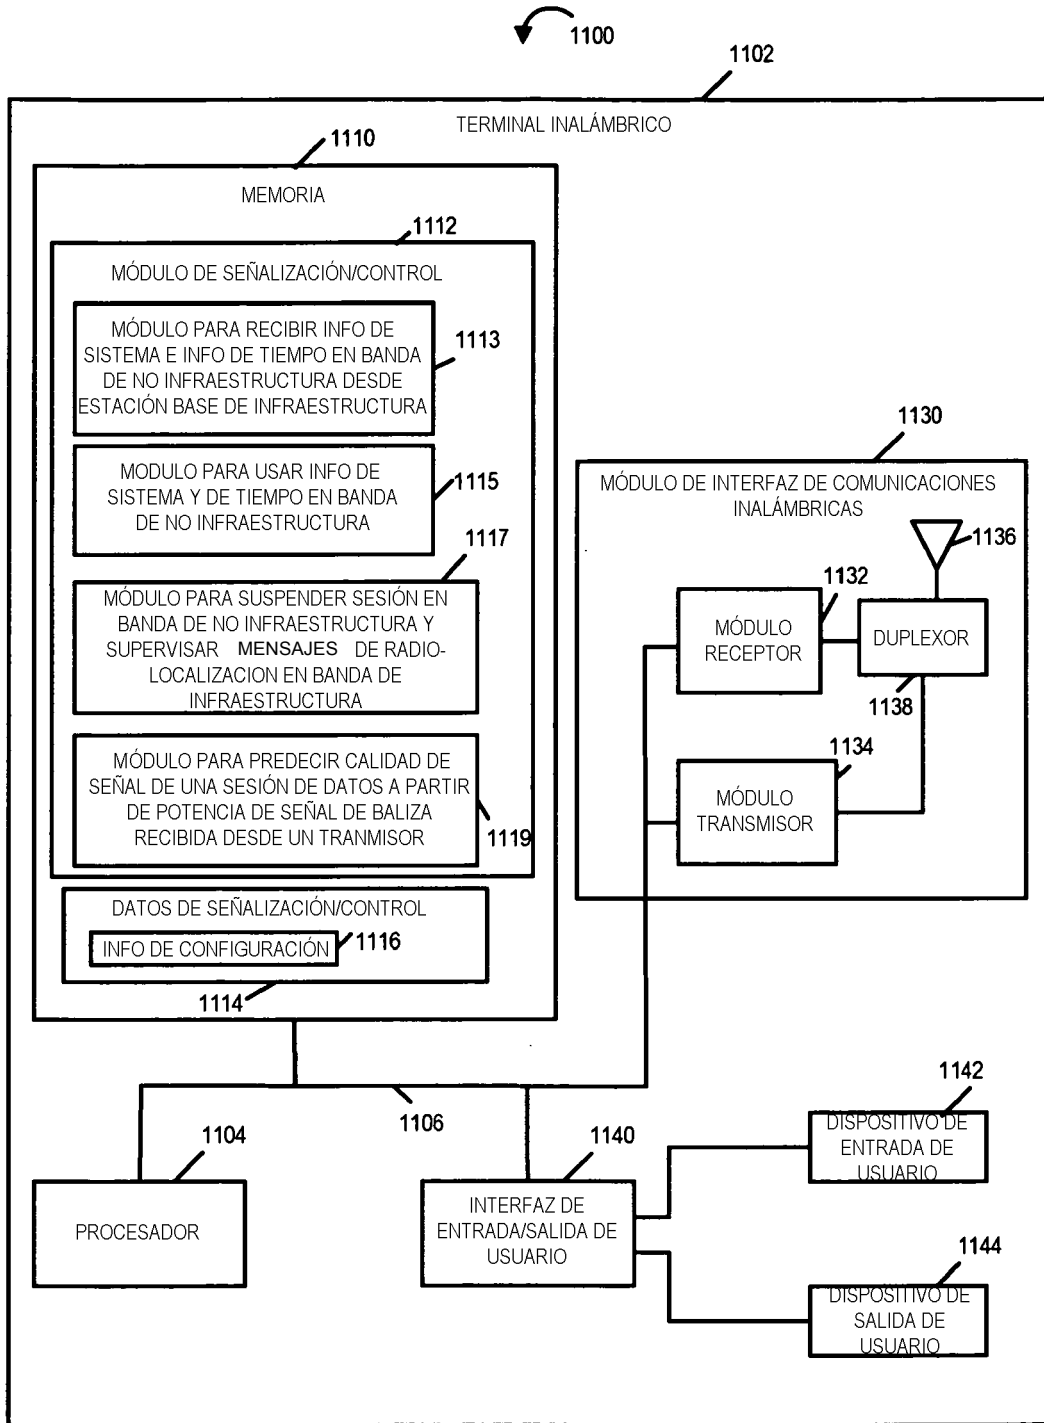 1100
1102
TERMINAL INALÁMBRICO
1110
MEMORIA
1112
MÓDULO DE SEÑALIZACIÓN/CONTROL
MÓDULO PARA RECIBIR INFO DE
SISTEMA E INFO DE TIEMPO EN BANDA
DE NO INFRAESTRUCTURA DESDE
ESTACIÓN BASE DE INFRAESTRUCTURA
1113
MODULO PARA USAR INFO DE
SISTEMA Y DE TIEMPO EN BANDA
DE NO INFRAESTRUCTURA
1115
1117
MÓDULO PARA SUSPENDER SESIÓN EN
BANDA DE NO INFRAESTRUCTURA Y
SUPERVISAR MENSAJES DE RADIO-
LOCALIZACION EN BANDA DE
INFRAESTRUCTURA
MÓDULO PARA PREDECIR CALIDAD DE
SEÑAL DE UNA SESIÓN DE DATOS A PARTIR
DE POTENCIA DE SEÑAL DE BALIZA
RECIBIDA DESDE UN TRANMISOR
1119
DATOS DE SEÑALIZACIÓN/CONTROL
INFO DE CONFIGURACIÓN
1116
1114
1130
MÓDULO DE INTERFAZ DE COMUNICACIONES
INALÁMBRICAS
1136
1132
MÓDULO
RECEPTOR
DUPLEXOR
1138
1134
MÓDULO
TRANSMISOR
1106
1104
PROCESADOR
1140
INTERFAZ DE
ENTRADA/SALIDA DE
USUARIO
1142
DISPOSITIVO DE
ENTRADA DE
USUARIO
1144
DISPOSITIVO DE
SALIDA DE
USUARIO